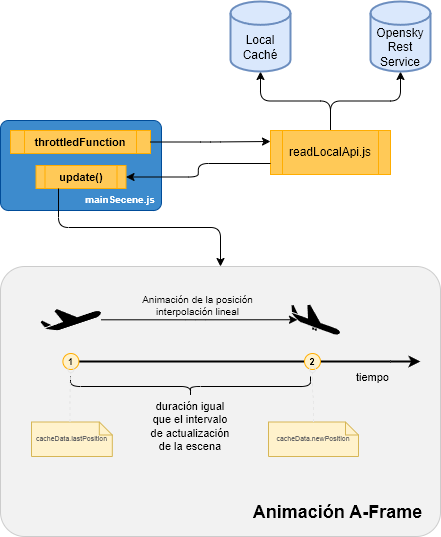 Local
Caché
Opensky
Rest
Service
throttledFunction
readLocalApi.js
update()
mainSecene.js
Animación de la posición
interpolación lineal
1
2
tiempo
duración igual
que el intervalo
de actualización
de la escena
cacheData.lastPosition
cacheData.newPosition
Animación A-Frame